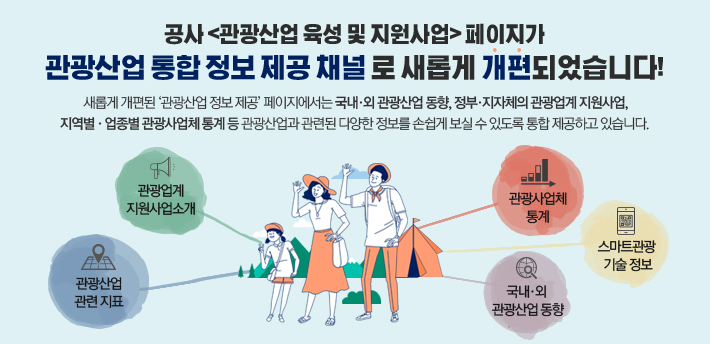 공사 <관광산업 육성 및 지원사업> 페이지가
관광산업 통합 정보 제공 채널 로 새롭게 개편되었습니다!
새롭게 개편된 '관광산업 정보 제공' 페이지에서는 국내·외 관광산업 동향, 정부·지자체의 관광업계 지원사업,
지역별 · 업종별 관광사업체 통계 등 관광산업과 관련된 다양한 정보를 손쉽게 보실 수 있도록 통합 제공하고 있습니다.
관광업계
지원사업소개
관광사업체
통계
관광산업
관련 지표
스마트관광
기술 정보
국내·외
관광산업 동향